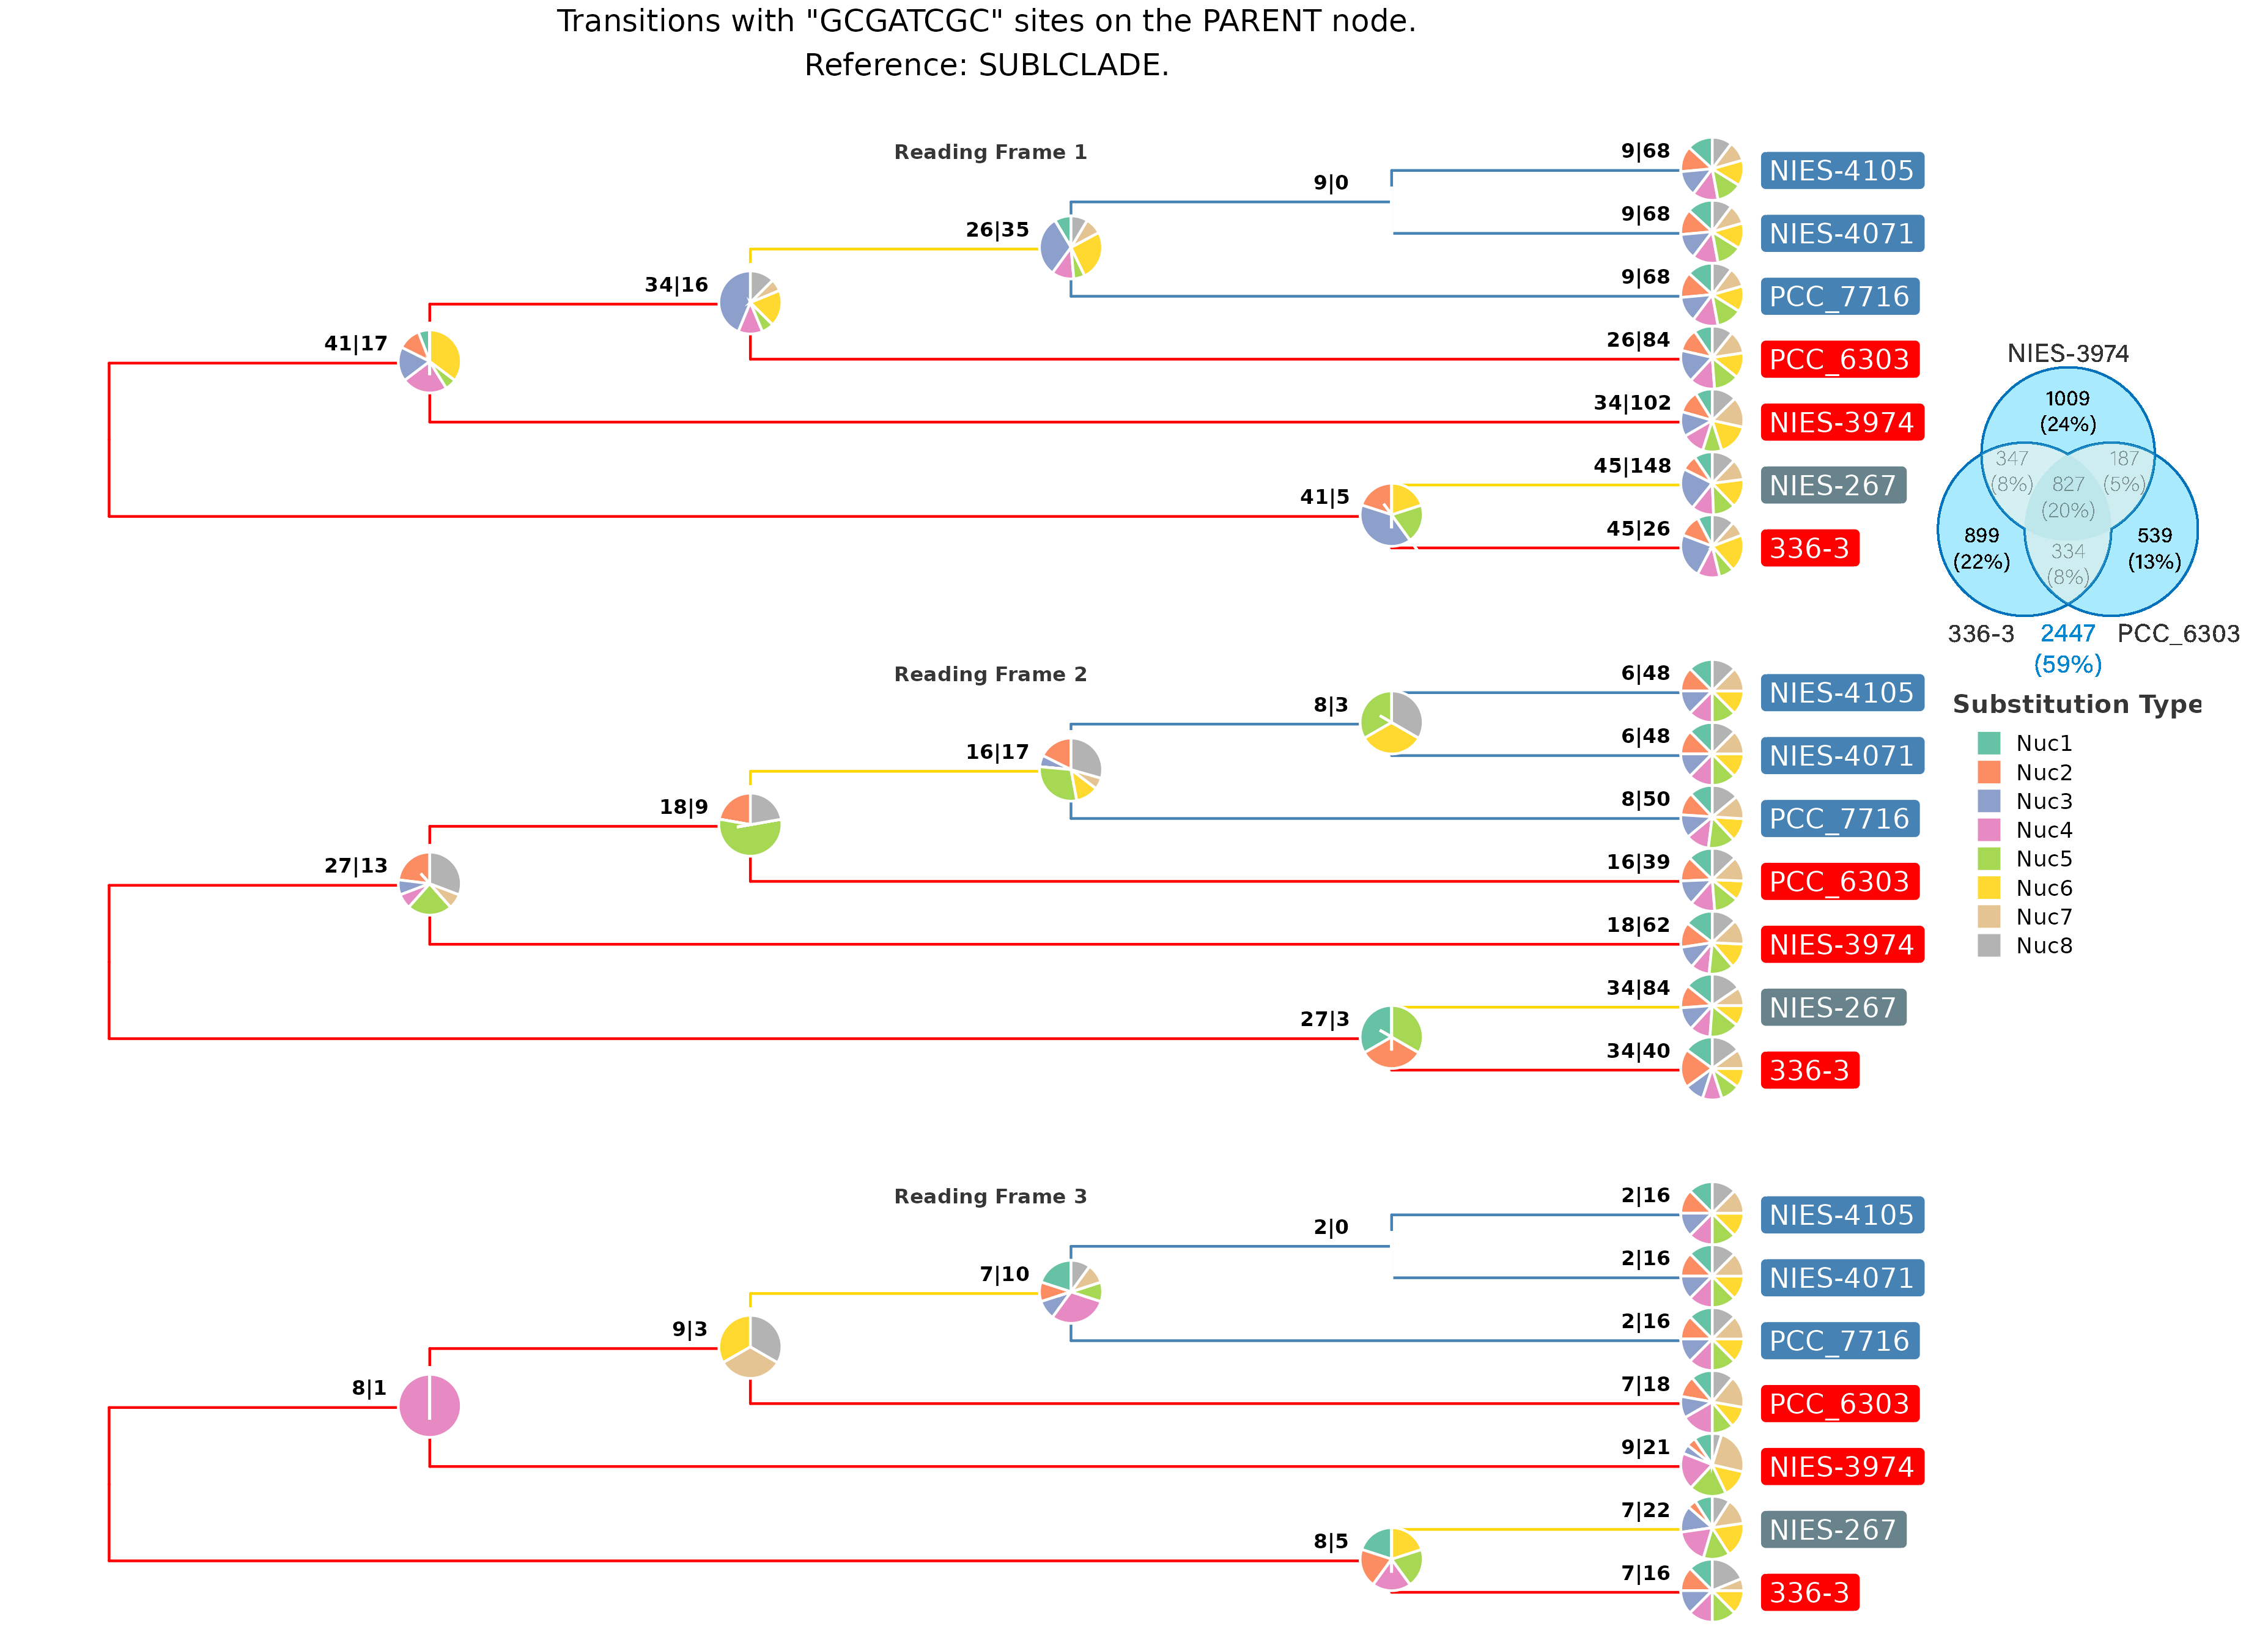 Transitions with "GCGATCGC" sites on the PARENT node.
Reference: SUBLCLADE.
Reading Frame 1
9|68
NIES-4105
9|0
9|68
NIES-4071
26|35
9|68
PCC_7716
34|16
26|84
PCC_6303
41|17
34|102
NIES-3974
45|148
NIES-267
41|5
45|26
336-3
NIES-3974
1009
(24%)
347
(8%)
187
(5%)
827
(20%)
899
(22%)
539
(13%)
334
(8%)
336-3
2447
(59%)
PCC_6303
Reading Frame 2
6|48
NIES-4105
8|3
6|48
NIES-4071
16|17
8|50
PCC_7716
18|9
16|39
PCC_6303
27|13
18|62
NIES-3974
34|84
NIES-267
27|3
34|40
336-3
Substitution Type
Nuc1
Nuc2
Nuc3
Nuc4
Nuc5
Nuc6
Nuc7
Nuc8
Reading Frame 3
2|16
NIES-4105
2|0
2|16
NIES-4071
7|10
2|16
PCC_7716
9|3
7|18
PCC_6303
8|1
9|21
NIES-3974
7|22
NIES-267
8|5
7|16
336-3